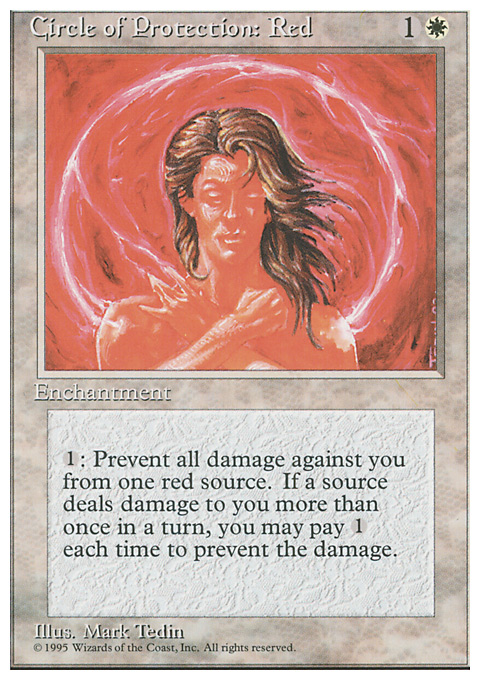 Circle of Protection: Red 1
Enchantment
1: Prevent all damage against you
from one red source. If a source
deals damage to you more than
once in a turn, you may pay 1
each time to prevent the damage.
Illus. Mark Tedin
© 1995 Wizards of the Coast, Inc. All rights reserved.